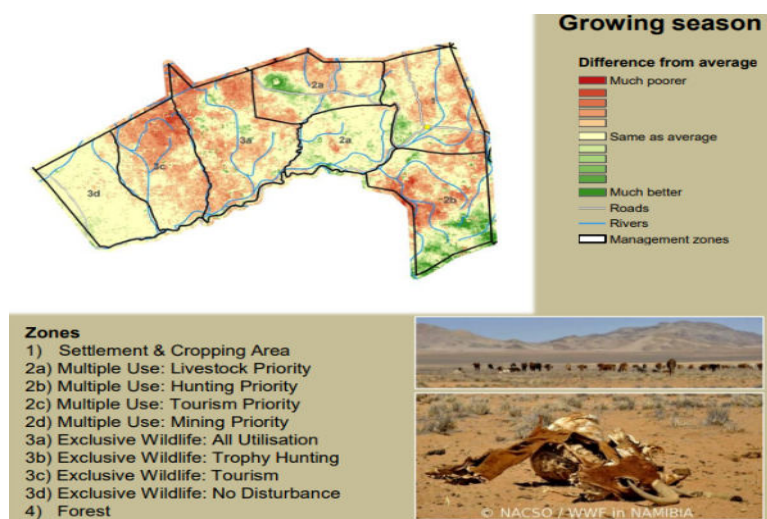 Growing season
Difference from average
Much poorer
Same as average
Much better
Roads
Rivers
Management zones
2a
1
3a
2a
3c
3d
2b
Zones
1) Settlement & Cropping Area
2a) Multiple Use: Livestock Priority
2b) Multiple Use: Hunting Priority
2c) Multiple Use: Tourism Priority
2d) Multiple Use: Mining Priority
3a) Exclusive Wildlife: All Utilisation
3b) Exclusive Wildlife: Trophy Hunting
3c) Exclusive Wildlife: Tourism
3d) Exclusive Wildlife: No Disturbance
4) Forest
© NACSO / WWF in NAMIBIA